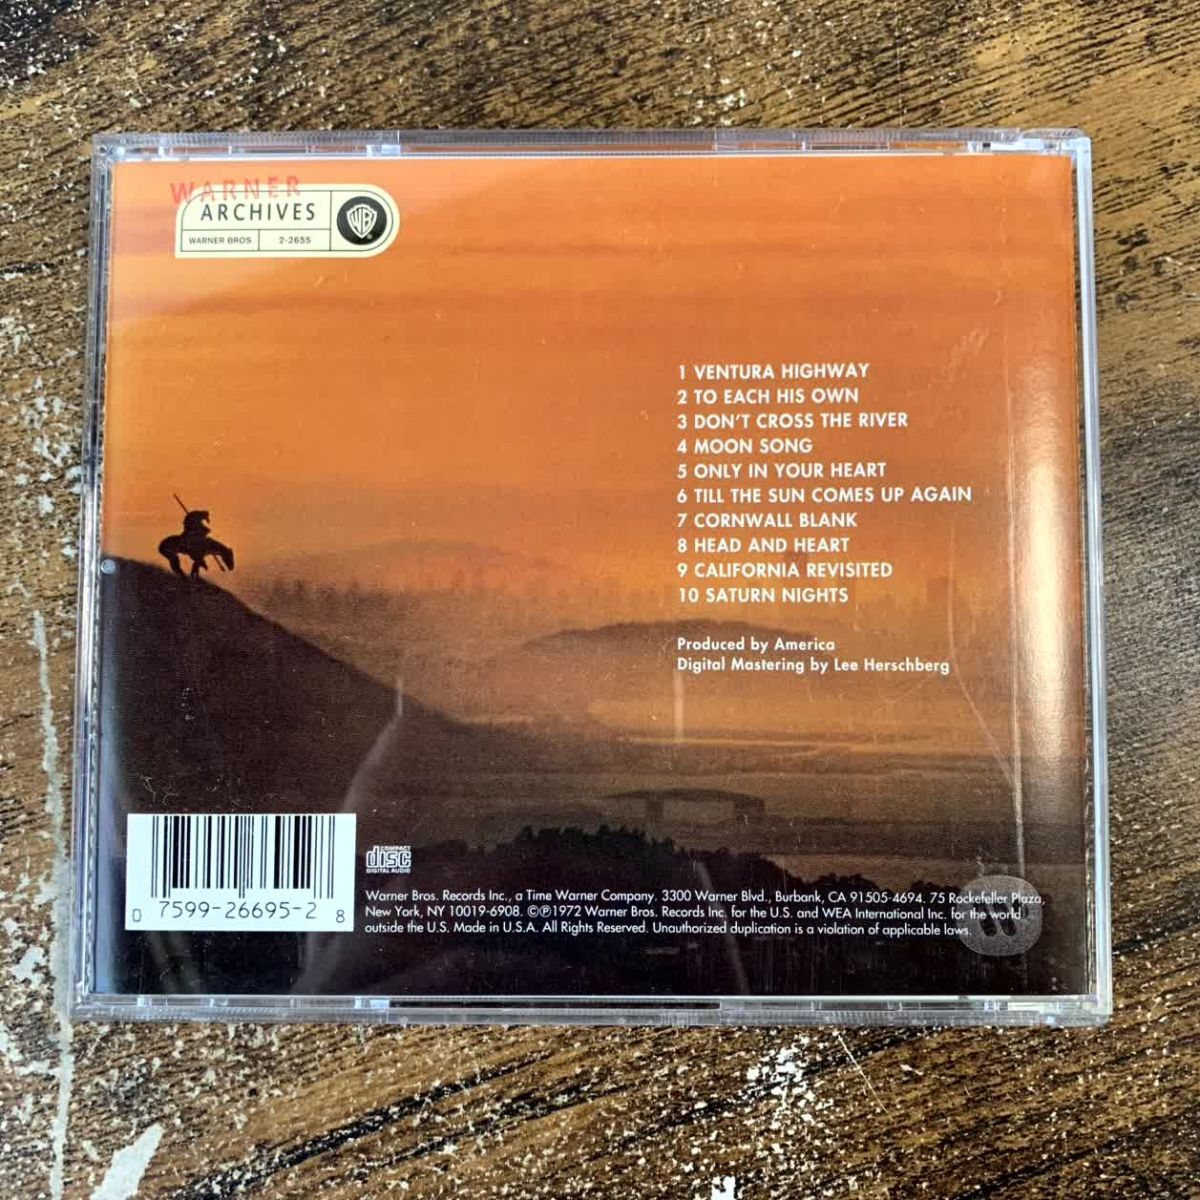 WARNER
ARCHIVES
WARNER BROS. 2-2655
WB
1 VENTURA HIGHWAY
2 TO EACH HIS OWN
3 DON'T CROSS THE RIVER
4 MOON SONG
5 ONLY IN YOUR HEART
6 TILL THE SUN COMES UP AGAIN
7 CORNWALL BLANK
8 HEAD AND HEART
9 CALIFORNIA REVISITED
10 SATURN NIGHTS
Produced by America
Digital Mastering by Lee Herschberg
0 7599-26695-2 8
COMPACT
disc
DIGITAL AUDIO
Warner Bros. Records Inc., a Time Warner Company. 3300 Warner Blvd., Burbank, CA 91505-4694. 75 Rockefeller Plaza,
New York, NY 10019-6908. ©℗1972 Warner Bros. Records Inc. for the U.S. and WEA International Inc. for the world
outside the U.S. Made in U.S.A. All Rights Reserved. Unauthorized duplication is a violation of applicable laws.